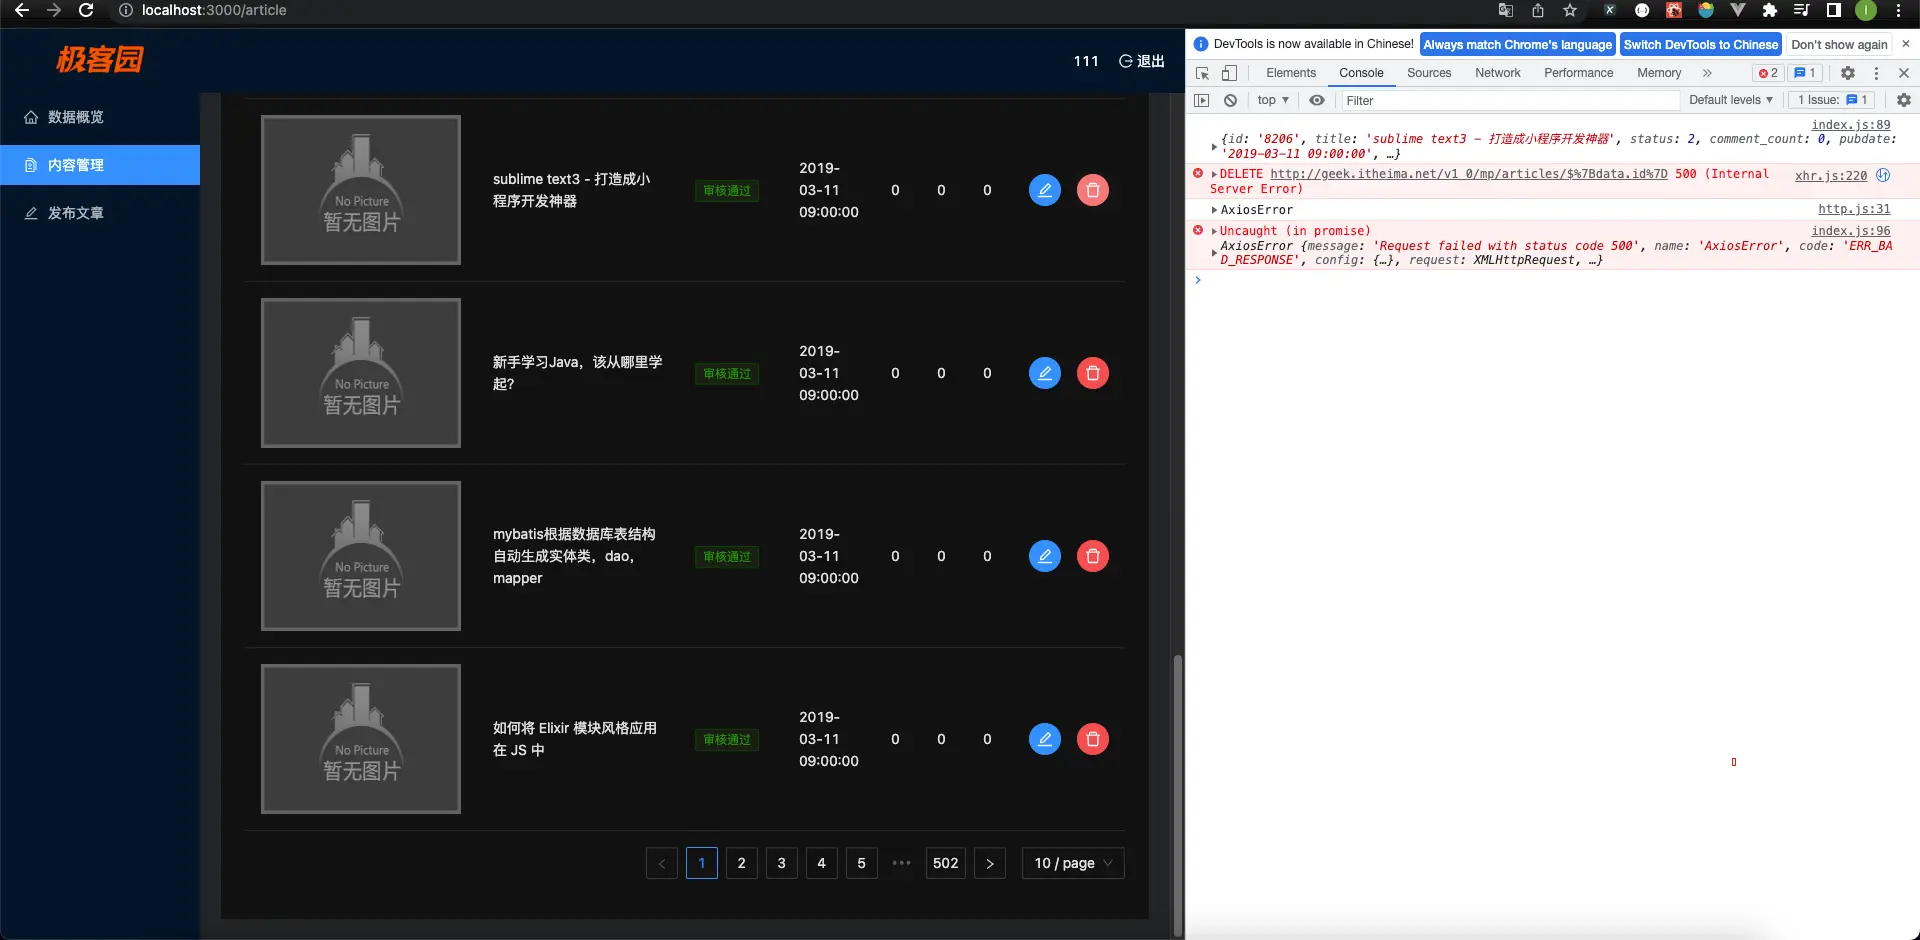 localhost:3000/article
极客园
111
退出
数据概览
内容管理
发布文章
No Picture
暂无图片
sublime text3 - 打造成小
程序开发神器
审核通过
2019-
03-11
09:00:00
0
0
0
No Picture
暂无图片
新手学习Java，该从哪里学
起?
审核通过
2019-
03-11
09:00:00
0
0
0
No Picture
暂无图片
mybatis根据数据库表结构
自动生成实体类，dao，
mapper
审核通过
2019-
03-11
09:00:00
0
0
0
No Picture
暂无图片
如何将 Elixir 模块风格应用
在 JS 中
审核通过
2019-
03-11
09:00:00
0
0
0
< 1 2 3 4 5 ••• 502 > 10 / page
DevTools is now available in Chinese! Always match Chrome's language Switch DevTools to Chinese Don't show again ×
Elements Console Sources Network Performance Memory » 2 1
top ▼ Filter Default levels ▼ 1 Issue: 1
index.js:89
{id: '8206', title: 'sublime text3 - 打造成小程序开发神器', status: 2, comment_count: 0, pubdate:
'2019-03-11 09:00:00', …}
DELETE http://geek.itheima.net/v1_0/mp/articles/$%7Bdata.id%7D 500 (Internal xhr.js:220
Server Error)
AxiosError http.js:31
Uncaught (in promise) index.js:96
AxiosError {message: 'Request failed with status code 500', name: 'AxiosError', code: 'ERR_BA
D_RESPONSE', config: {…}, request: XMLHttpRequest, …}